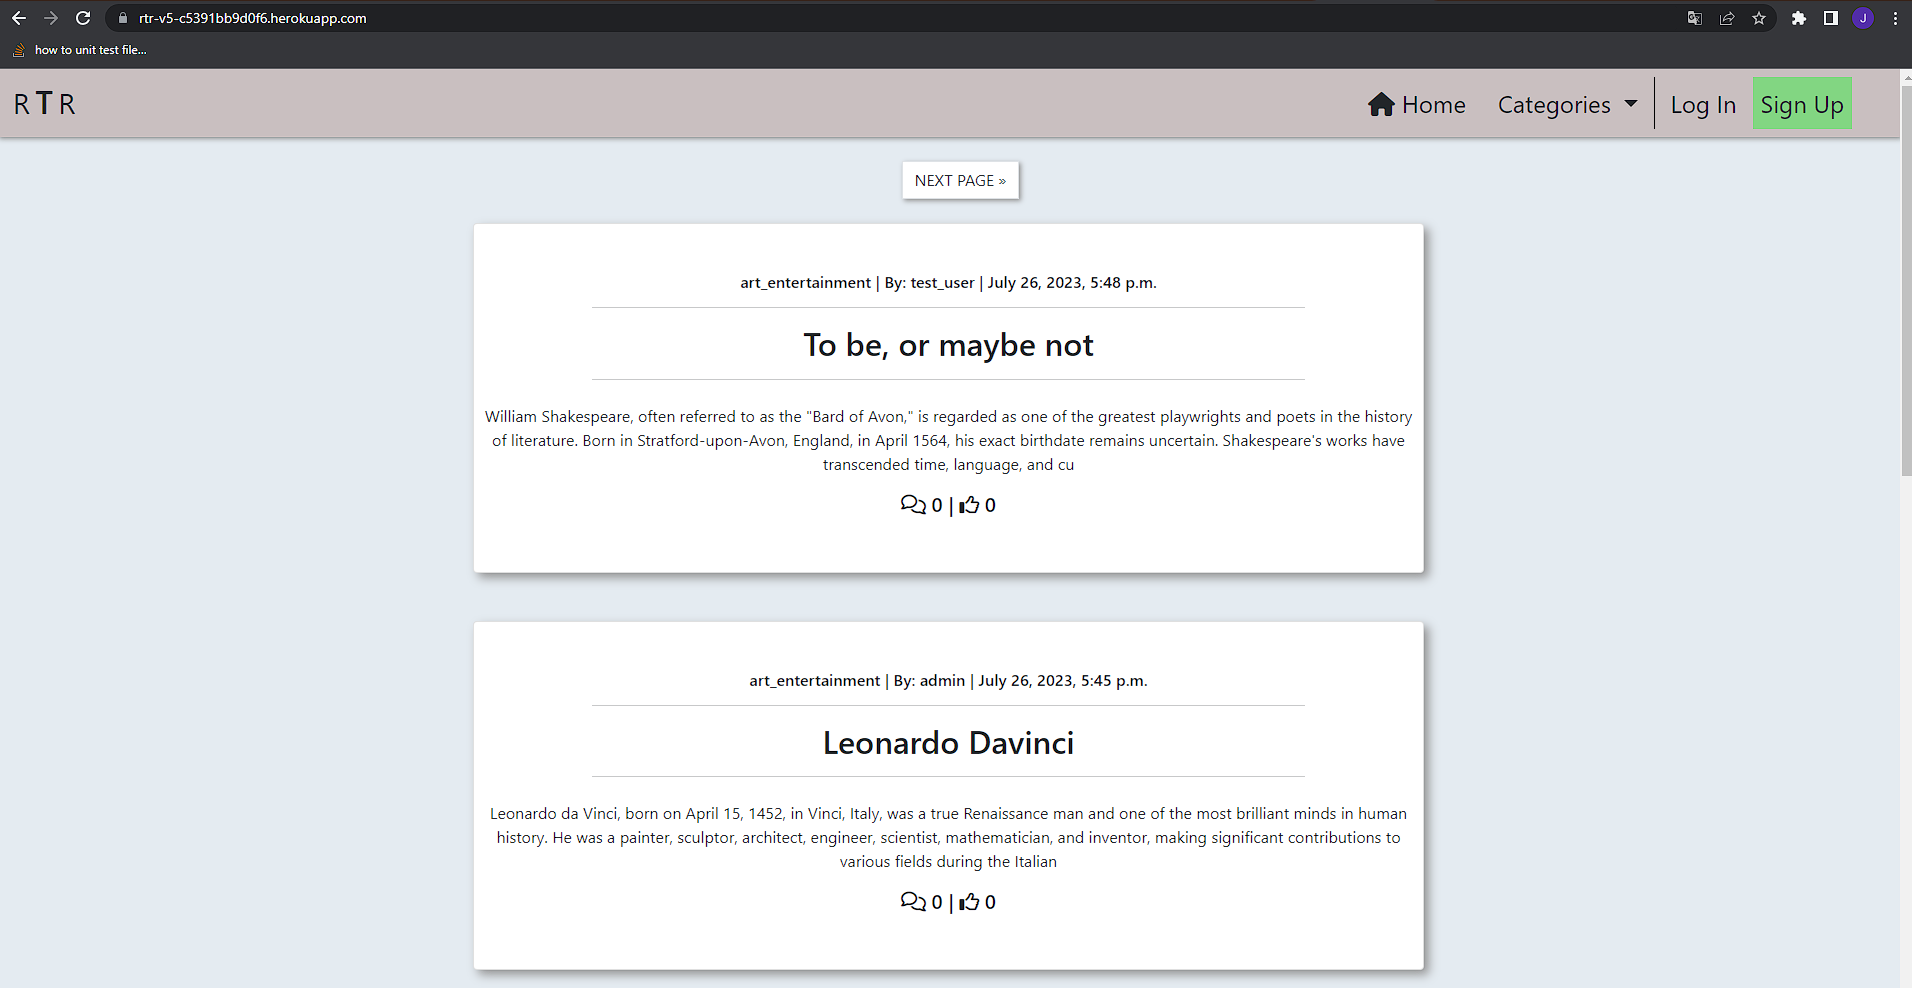 rtr-v5-c5391bb9d0f6.herokuapp.com
J
how to unit test file...
R T R
Home Categories Log In Sign Up
NEXT PAGE »
art_entertainment | By: test_user | July 26, 2023, 5:48 p.m.
To be, or maybe not
William Shakespeare, often referred to as the "Bard of Avon," is regarded as one of the greatest playwrights and poets in the history
of literature. Born in Stratford-upon-Avon, England, in April 1564, his exact birthdate remains uncertain. Shakespeare's works have
transcended time, language, and cu
0 | 0
art_entertainment | By: admin | July 26, 2023, 5:45 p.m.
Leonardo Davinci
Leonardo da Vinci, born on April 15, 1452, in Vinci, Italy, was a true Renaissance man and one of the most brilliant minds in human
history. He was a painter, sculptor, architect, engineer, scientist, mathematician, and inventor, making significant contributions to
various fields during the Italian
0 | 0